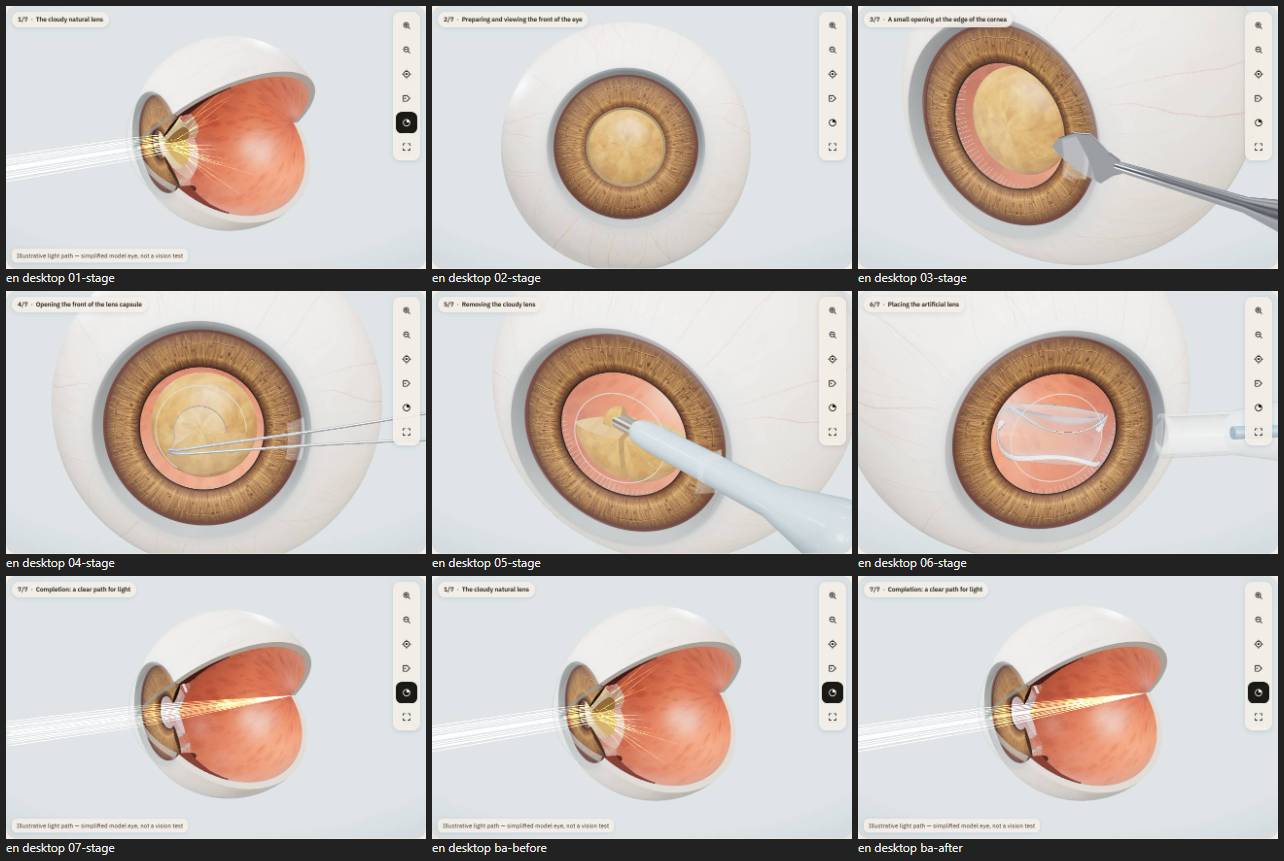 1/7 · The cloudy natural lens
2/7 · Preparing and viewing the front of the eye
3/7 · A small opening at the edge of the cornea
Illustrative light path — simplified model eye, not a vision test
en desktop 01-stage
en desktop 02-stage
en desktop 03-stage
4/7 · Opening the front of the lens capsule
5/7 · Removing the cloudy lens
6/7 · Placing the artificial lens
en desktop 04-stage
en desktop 05-stage
en desktop 06-stage
7/7 · Completion: a clear path for light
1/7 · The cloudy natural lens
7/7 · Completion: a clear path for light
Illustrative light path — simplified model eye, not a vision test
Illustrative light path — simplified model eye, not a vision test
Illustrative light path — simplified model eye, not a vision test
en desktop 07-stage
en desktop ba-before
en desktop ba-after